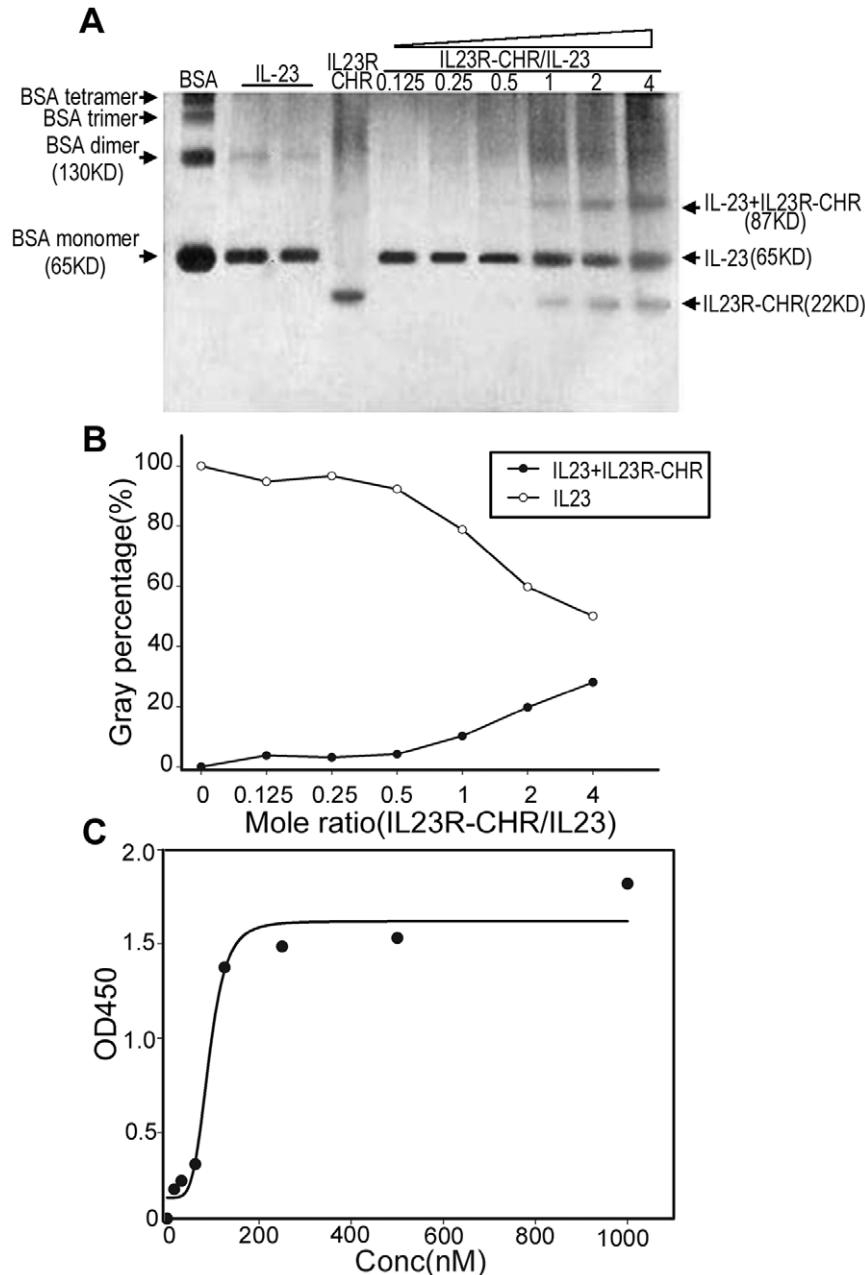 A
IL23R-CHR/IL-23
BSA IL-23 IL23R CHR 0.125 0.25 0.5 1 2 4
BSA tetramer
BSA trimer
BSA dimer
(130KD)
BSA monomer
(65KD)
IL-23+IL23R-CHR
(87KD)
IL-23(65KD)
IL23R-CHR(22KD)
B
Gray percentage(%)
100
80
60
40
20
0
IL23+IL23R-CHR
IL23
0 0.125 0.25 0.5 1 2 4
Mole ratio(IL23R-CHR/IL23)
C
OD450
2.0
1.5
1.0
0.5
0
0 200 400 600 800 1000
Conc(nM)